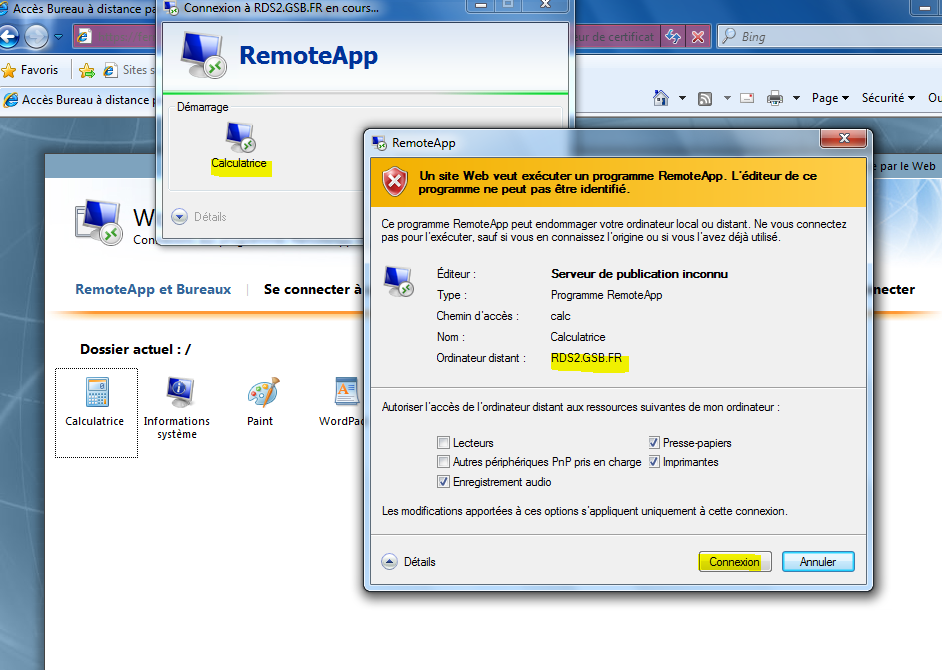 Accès Bureau à distance pa
Connexion à RDS2.GSB.FR en cours...
ur de certificat
Bing
RemoteApp
Favoris
Sites s
Accès Bureau à distance p
Page
Sécurité
Ou
Démarrage
Calculatrice
Détails
RemoteApp
Un site Web veut exécuter un programme RemoteApp. L'éditeur de ce
programme ne peut pas être identifié.
Ce programme RemoteApp peut endommager votre ordinateur local ou distant. Ne vous connectez
pas pour l'exécuter, sauf si vous en connaissez l'origine ou si vous l'avez déjà utilisé.
Éditeur : Serveur de publication inconnu
Type : Programme RemoteApp
Chemin d'accès : calc
Nom : Calculatrice
Ordinateur distant : RDS2.GSB.FR
Autoriser l'accès de l'ordinateur distant aux ressources suivantes de mon ordinateur :
Lecteurs Presse-papiers
Autres périphériques PnP pris en charge Imprimantes
Enregistrement audio
Les modifications apportées à ces options s'appliquent uniquement à cette connexion.
Détails Connexion Annuler
e par le Web
W
Con
RemoteApp et Bureaux
Se connecter à
necter
Dossier actuel : /
Calculatrice
Informations
système
Paint
WordPad